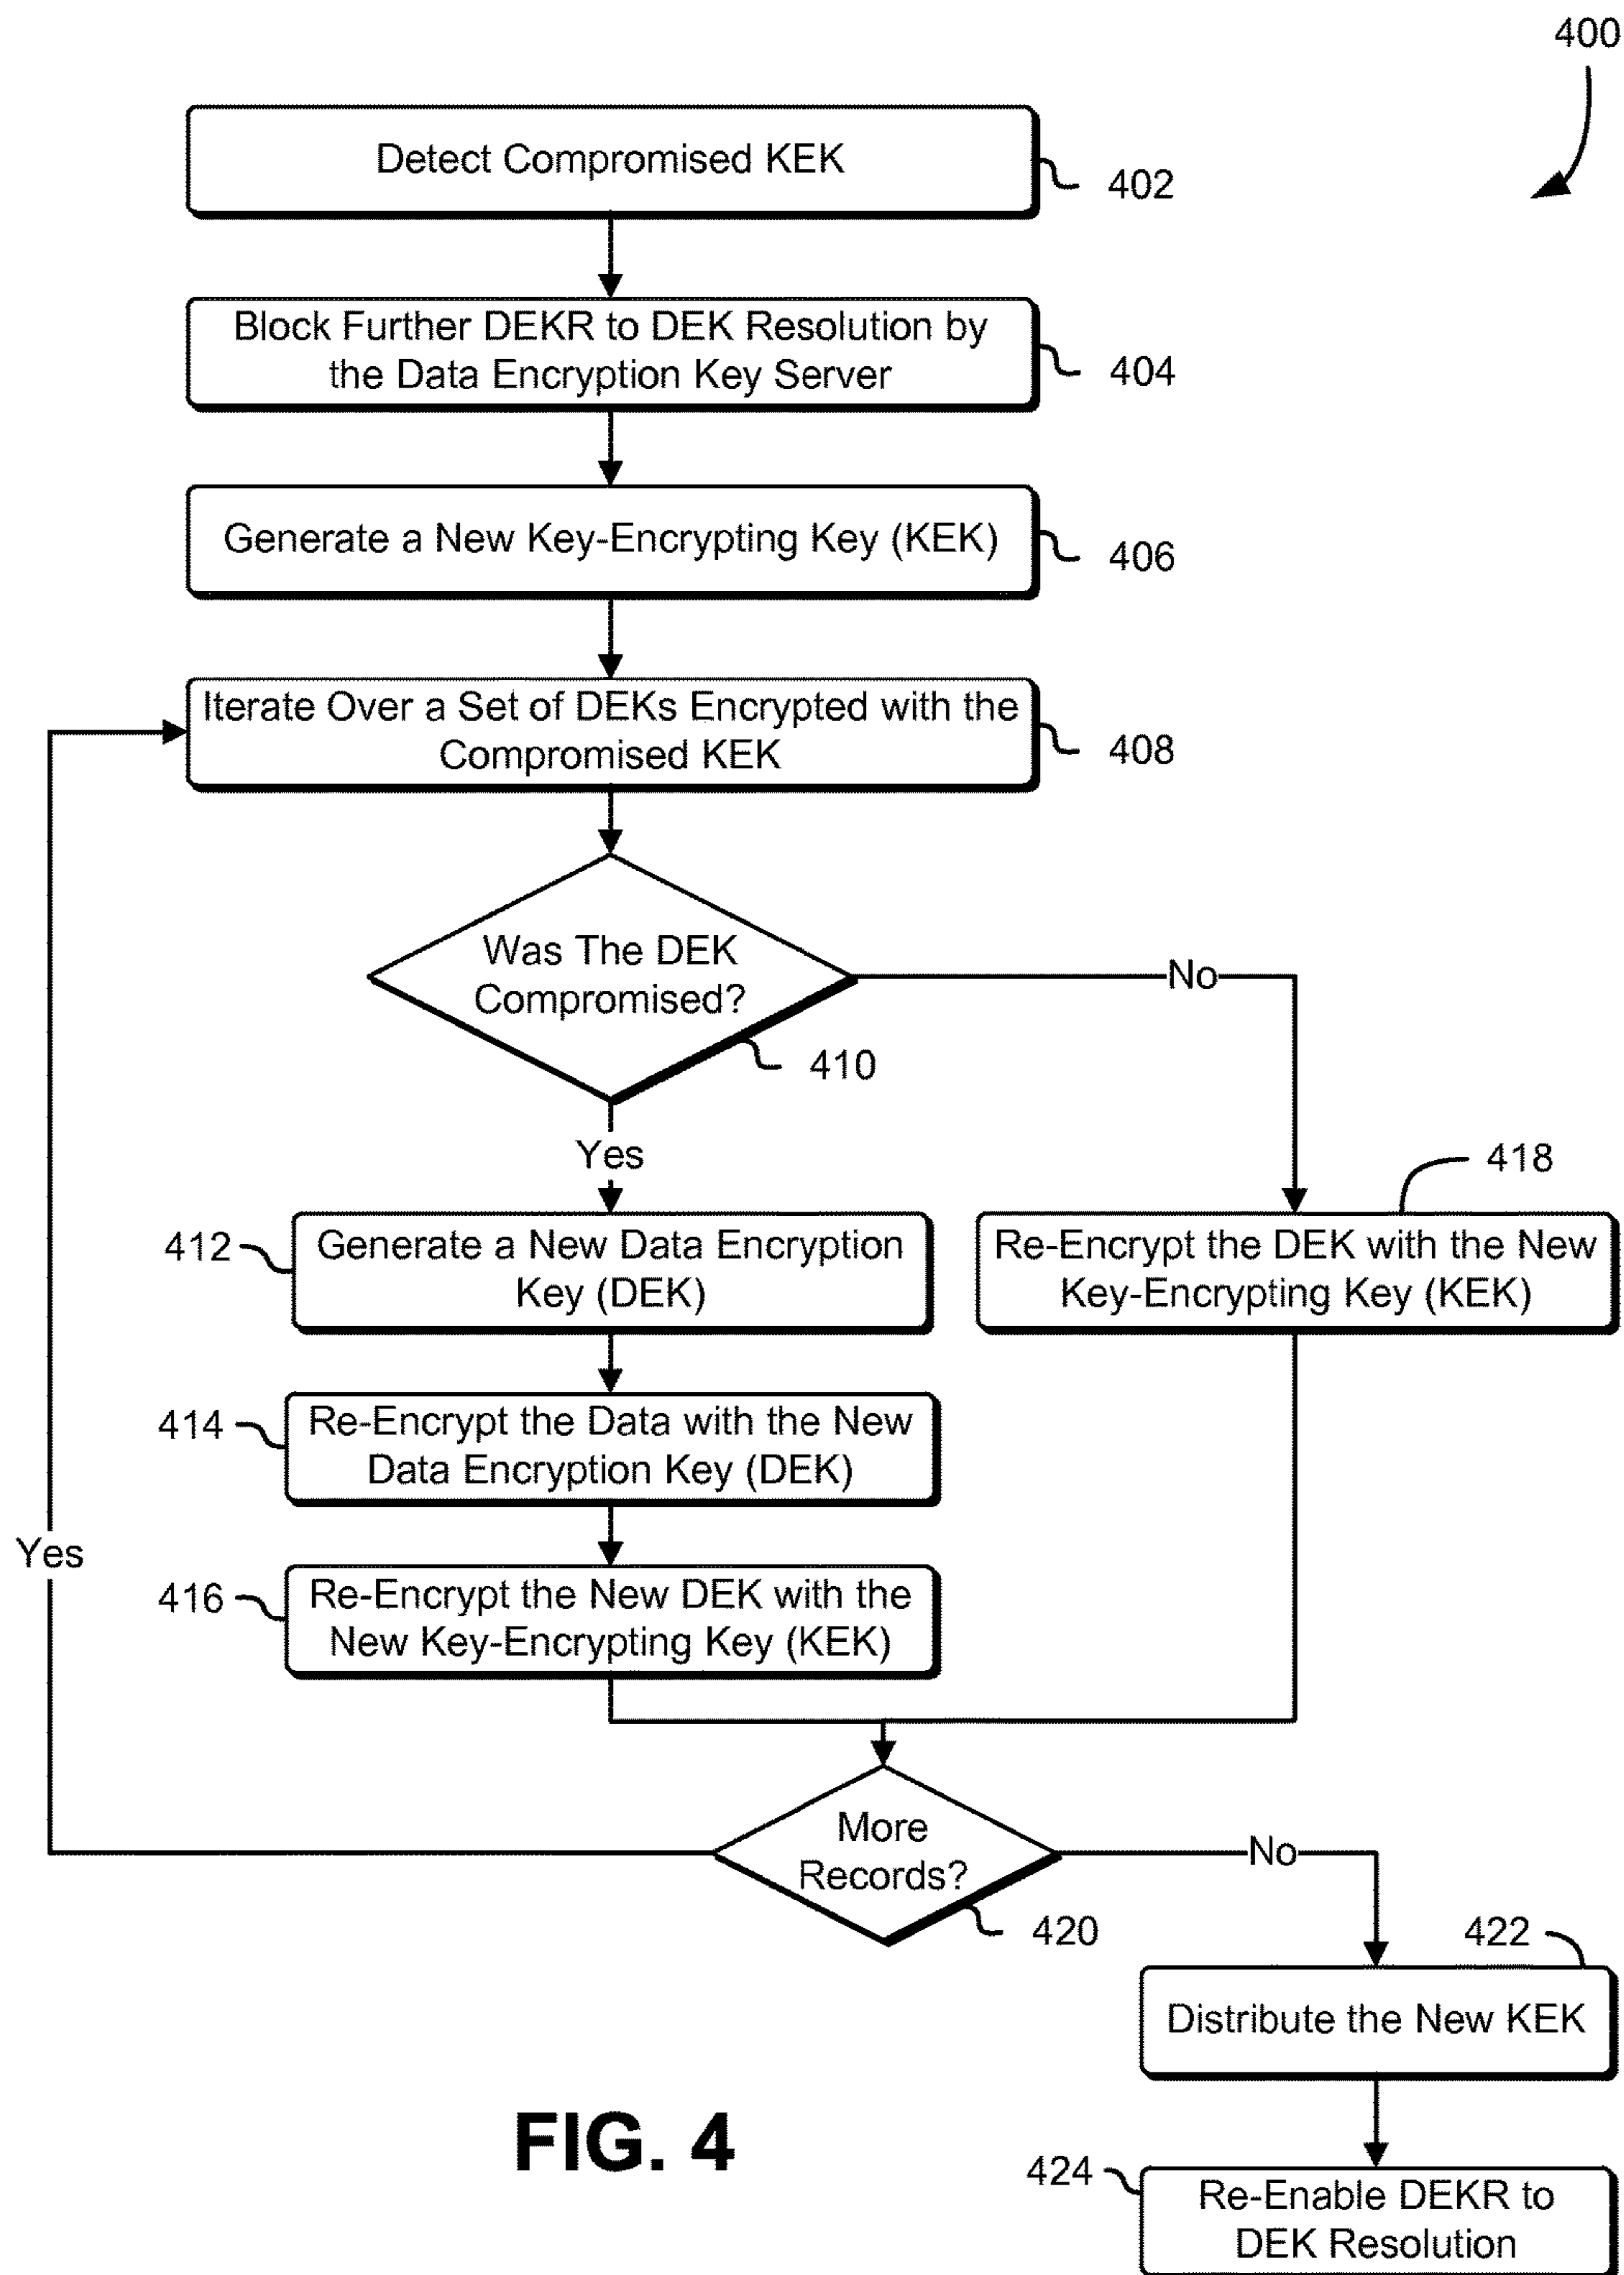 400
Detect Compromised KEK
402
Block Further DEKR to DEK Resolution by
the Data Encryption Key Server
404
Generate a New Key-Encrypting Key (KEK)
406
Iterate Over a Set of DEKs Encrypted with the
Compromised KEK
408
Was The DEK
Compromised?
No
410
Yes
418
412
Generate a New Data Encryption
Key (DEK)
Re-Encrypt the DEK with the New
Key-Encrypting Key (KEK)
414
Re-Encrypt the Data with the New
Data Encryption Key (DEK)
Yes
416
Re-Encrypt the New DEK with the
New Key-Encrypting Key (KEK)
More
Records?
No
420
422
Distribute the New KEK
FIG. 4
424
Re-Enable DEKR to
DEK Resolution